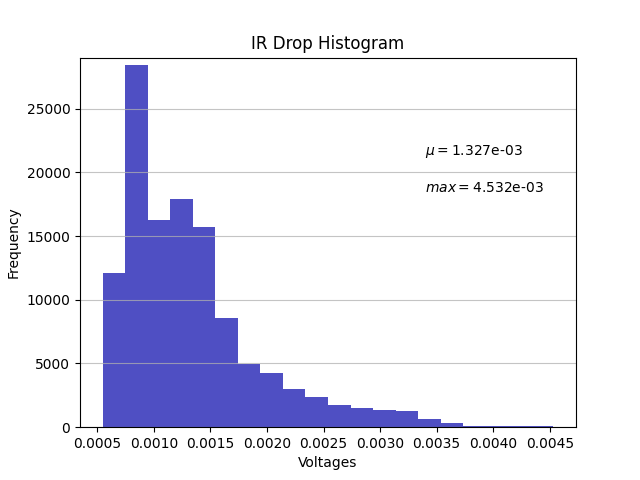 IR Drop Histogram
25000
20000
15000
10000
5000
0
Frequency
μ = 1.327e-03
max = 4.532e-03
0.0005 0.0010 0.0015 0.0020 0.0025 0.0030 0.0035 0.0040 0.0045
Voltages